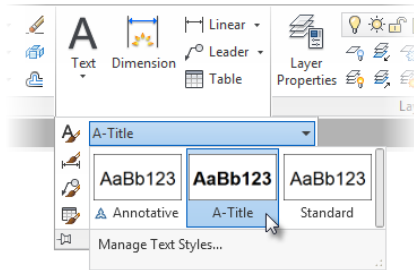 Linear
Leader
Table
Text
Dimension
Layer
Properties
A-Title
AaBb123
AaBb123
AaBb123
Annotative
A-Title
Standard
Manage Text Styles...